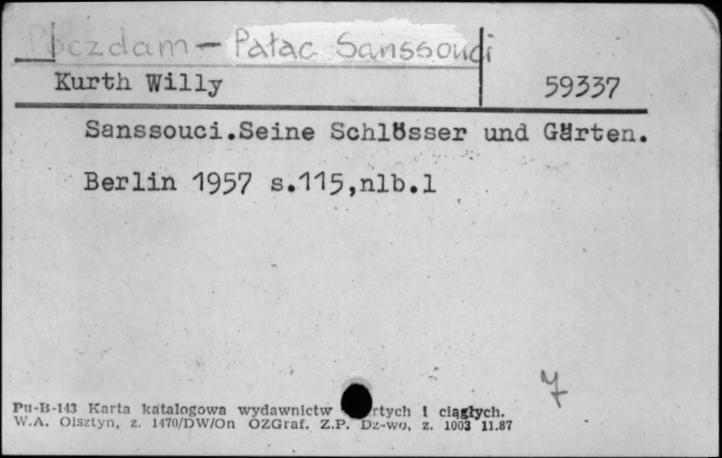 Poczdam - Pałac Sanssouci
Kurth Willy 59337
Sanssouci.Seine Schlösser und Gärten.
Berlin 1957 s.115,nlb.1
Pu-B-143 Karta katalogowa wydawnictw ciągłych.
W.A. Olsztyn, z. 1470/DW/On OZGraf. Z.P. Dz-wo, z. 1003 11.87